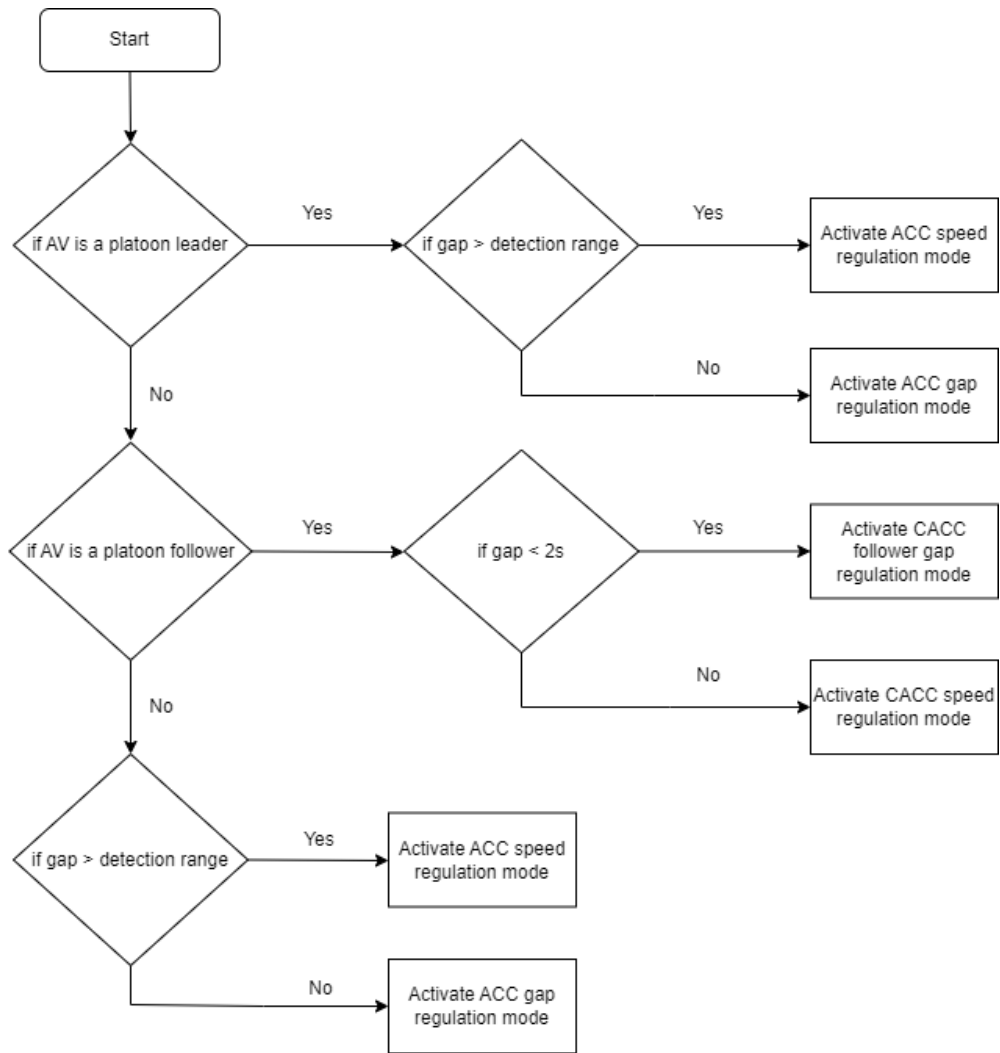 Start
if AV is a platoon leader
Yes
if gap > detection range
Yes
Activate ACC speed
regulation mode
No
Activate ACC gap
regulation mode
No
if AV is a platoon follower
Yes
if gap < 2s
Yes
Activate CACC
follower gap
regulation mode
No
Activate CACC speed
regulation mode
No
if gap > detection range
Yes
Activate ACC speed
regulation mode
No
Activate ACC gap
regulation mode